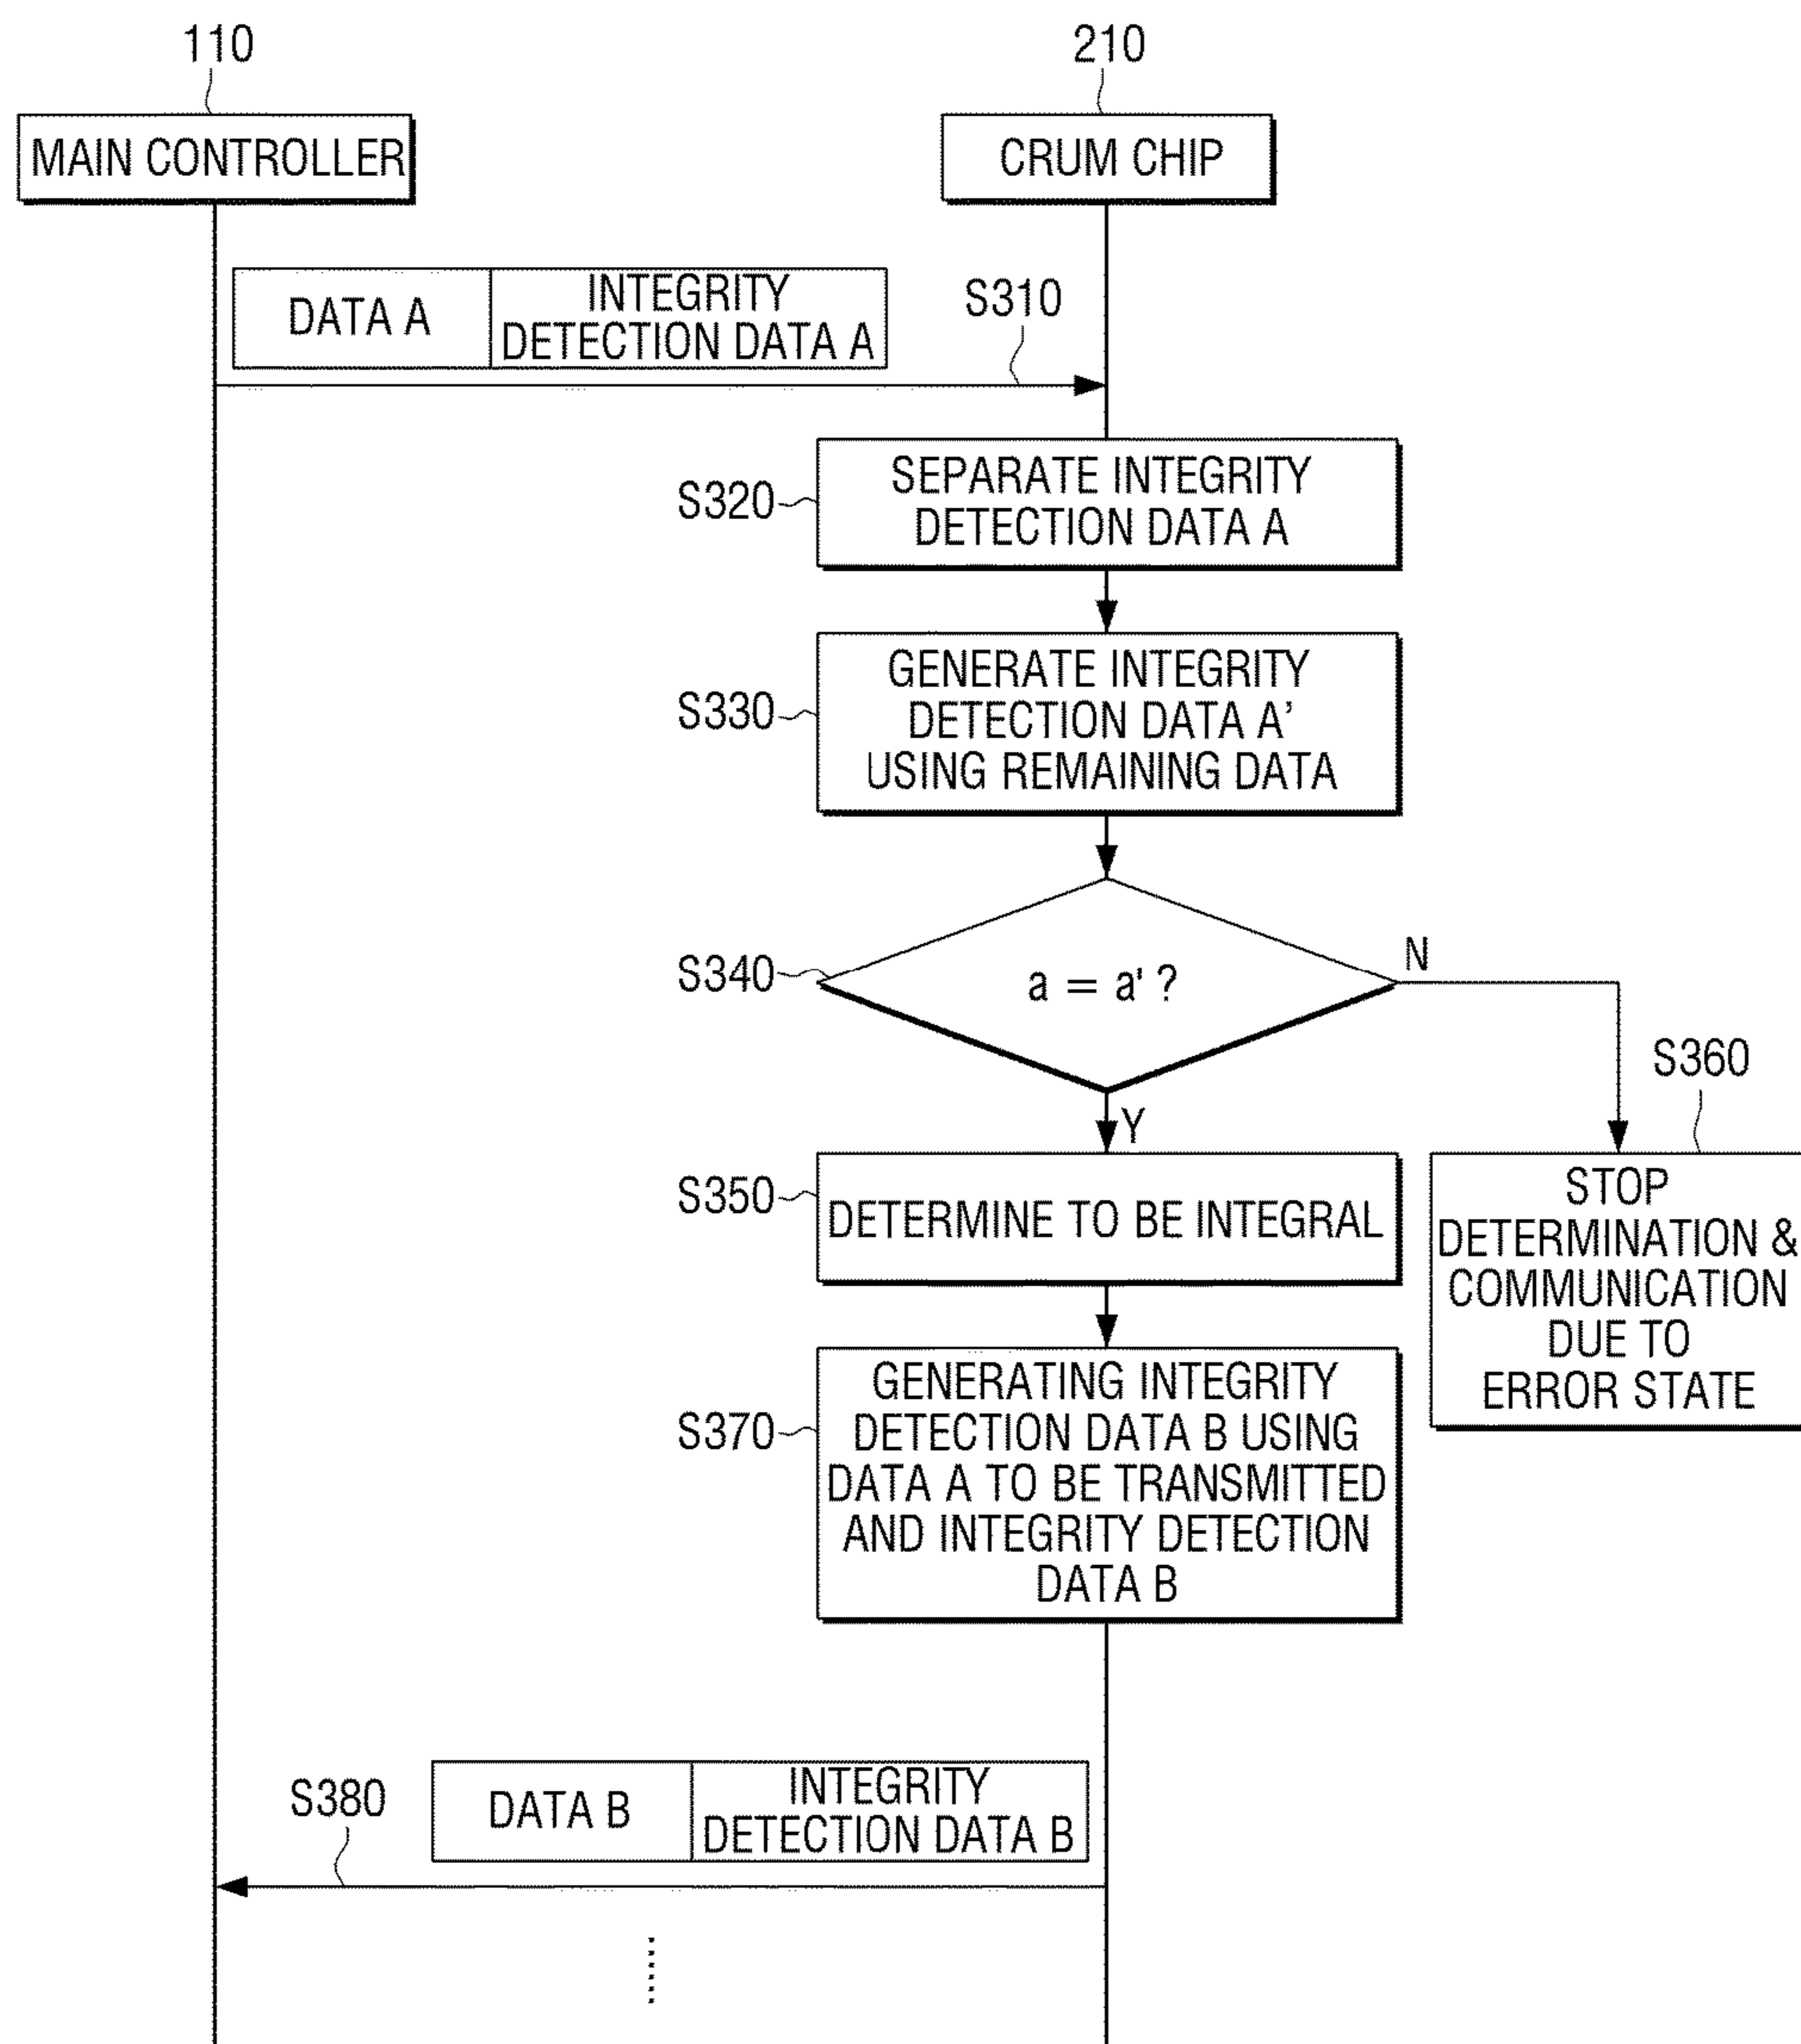 110
210
MAIN CONTROLLER
CRUM CHIP
DATA A
INTEGRITY
DETECTION DATA A
S310
S320
SEPARATE INTEGRITY
DETECTION DATA A
S330
GENERATE INTEGRITY
DETECTION DATA A'
USING REMAINING DATA
S340
a = a' ?
N
Y
S350
DETERMINE TO BE INTEGRAL
S360
STOP
DETERMINATION &
COMMUNICATION
DUE TO
ERROR STATE
S370
GENERATING INTEGRITY
DETECTION DATA B USING
DATA A TO BE TRANSMITTED
AND INTEGRITY DETECTION
DATA B
S380
DATA B
INTEGRITY
DETECTION DATA B